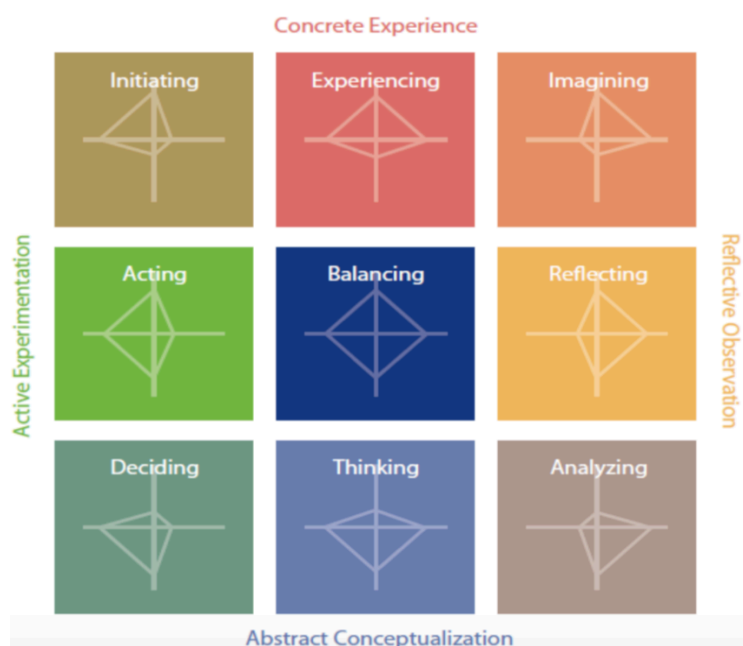 Concrete Experience
Initiating
Experiencing
Imagining
Active Experimentation
Acting
Balancing
Reflecting
Reflective Observation
Deciding
Thinking
Analyzing
Abstract Conceptualization